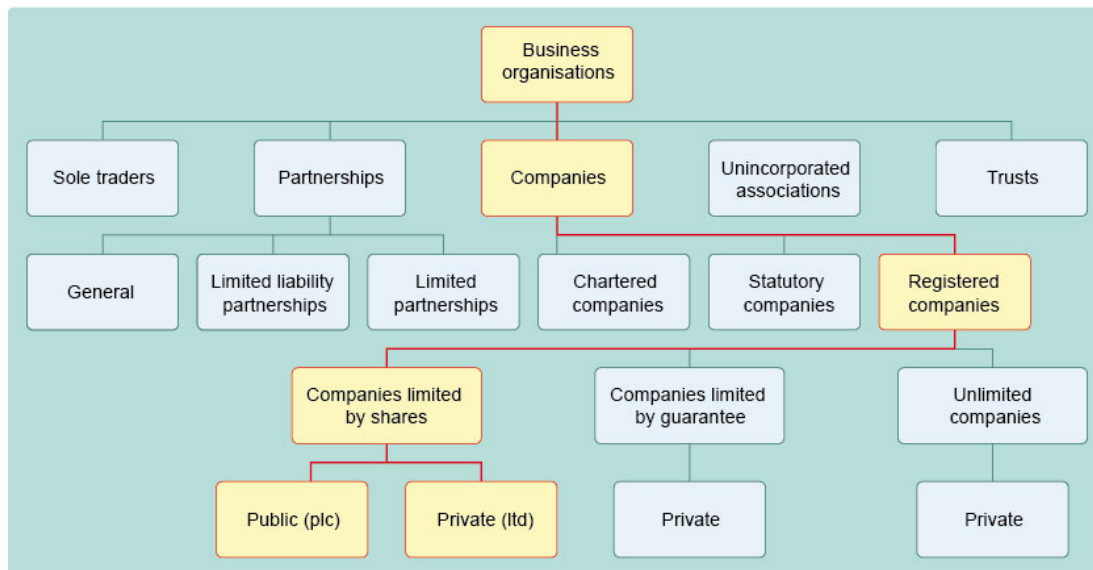 Business
organisations
Sole traders
Partnerships
Companies
Unincorporated
associations
Trusts
General
Limited liability
partnerships
Limited
partnerships
Chartered
companies
Statutory
companies
Registered
companies
Companies limited
by shares
Companies limited
by guarantee
Unlimited
companies
Public (plc)
Private (ltd)
Private
Private